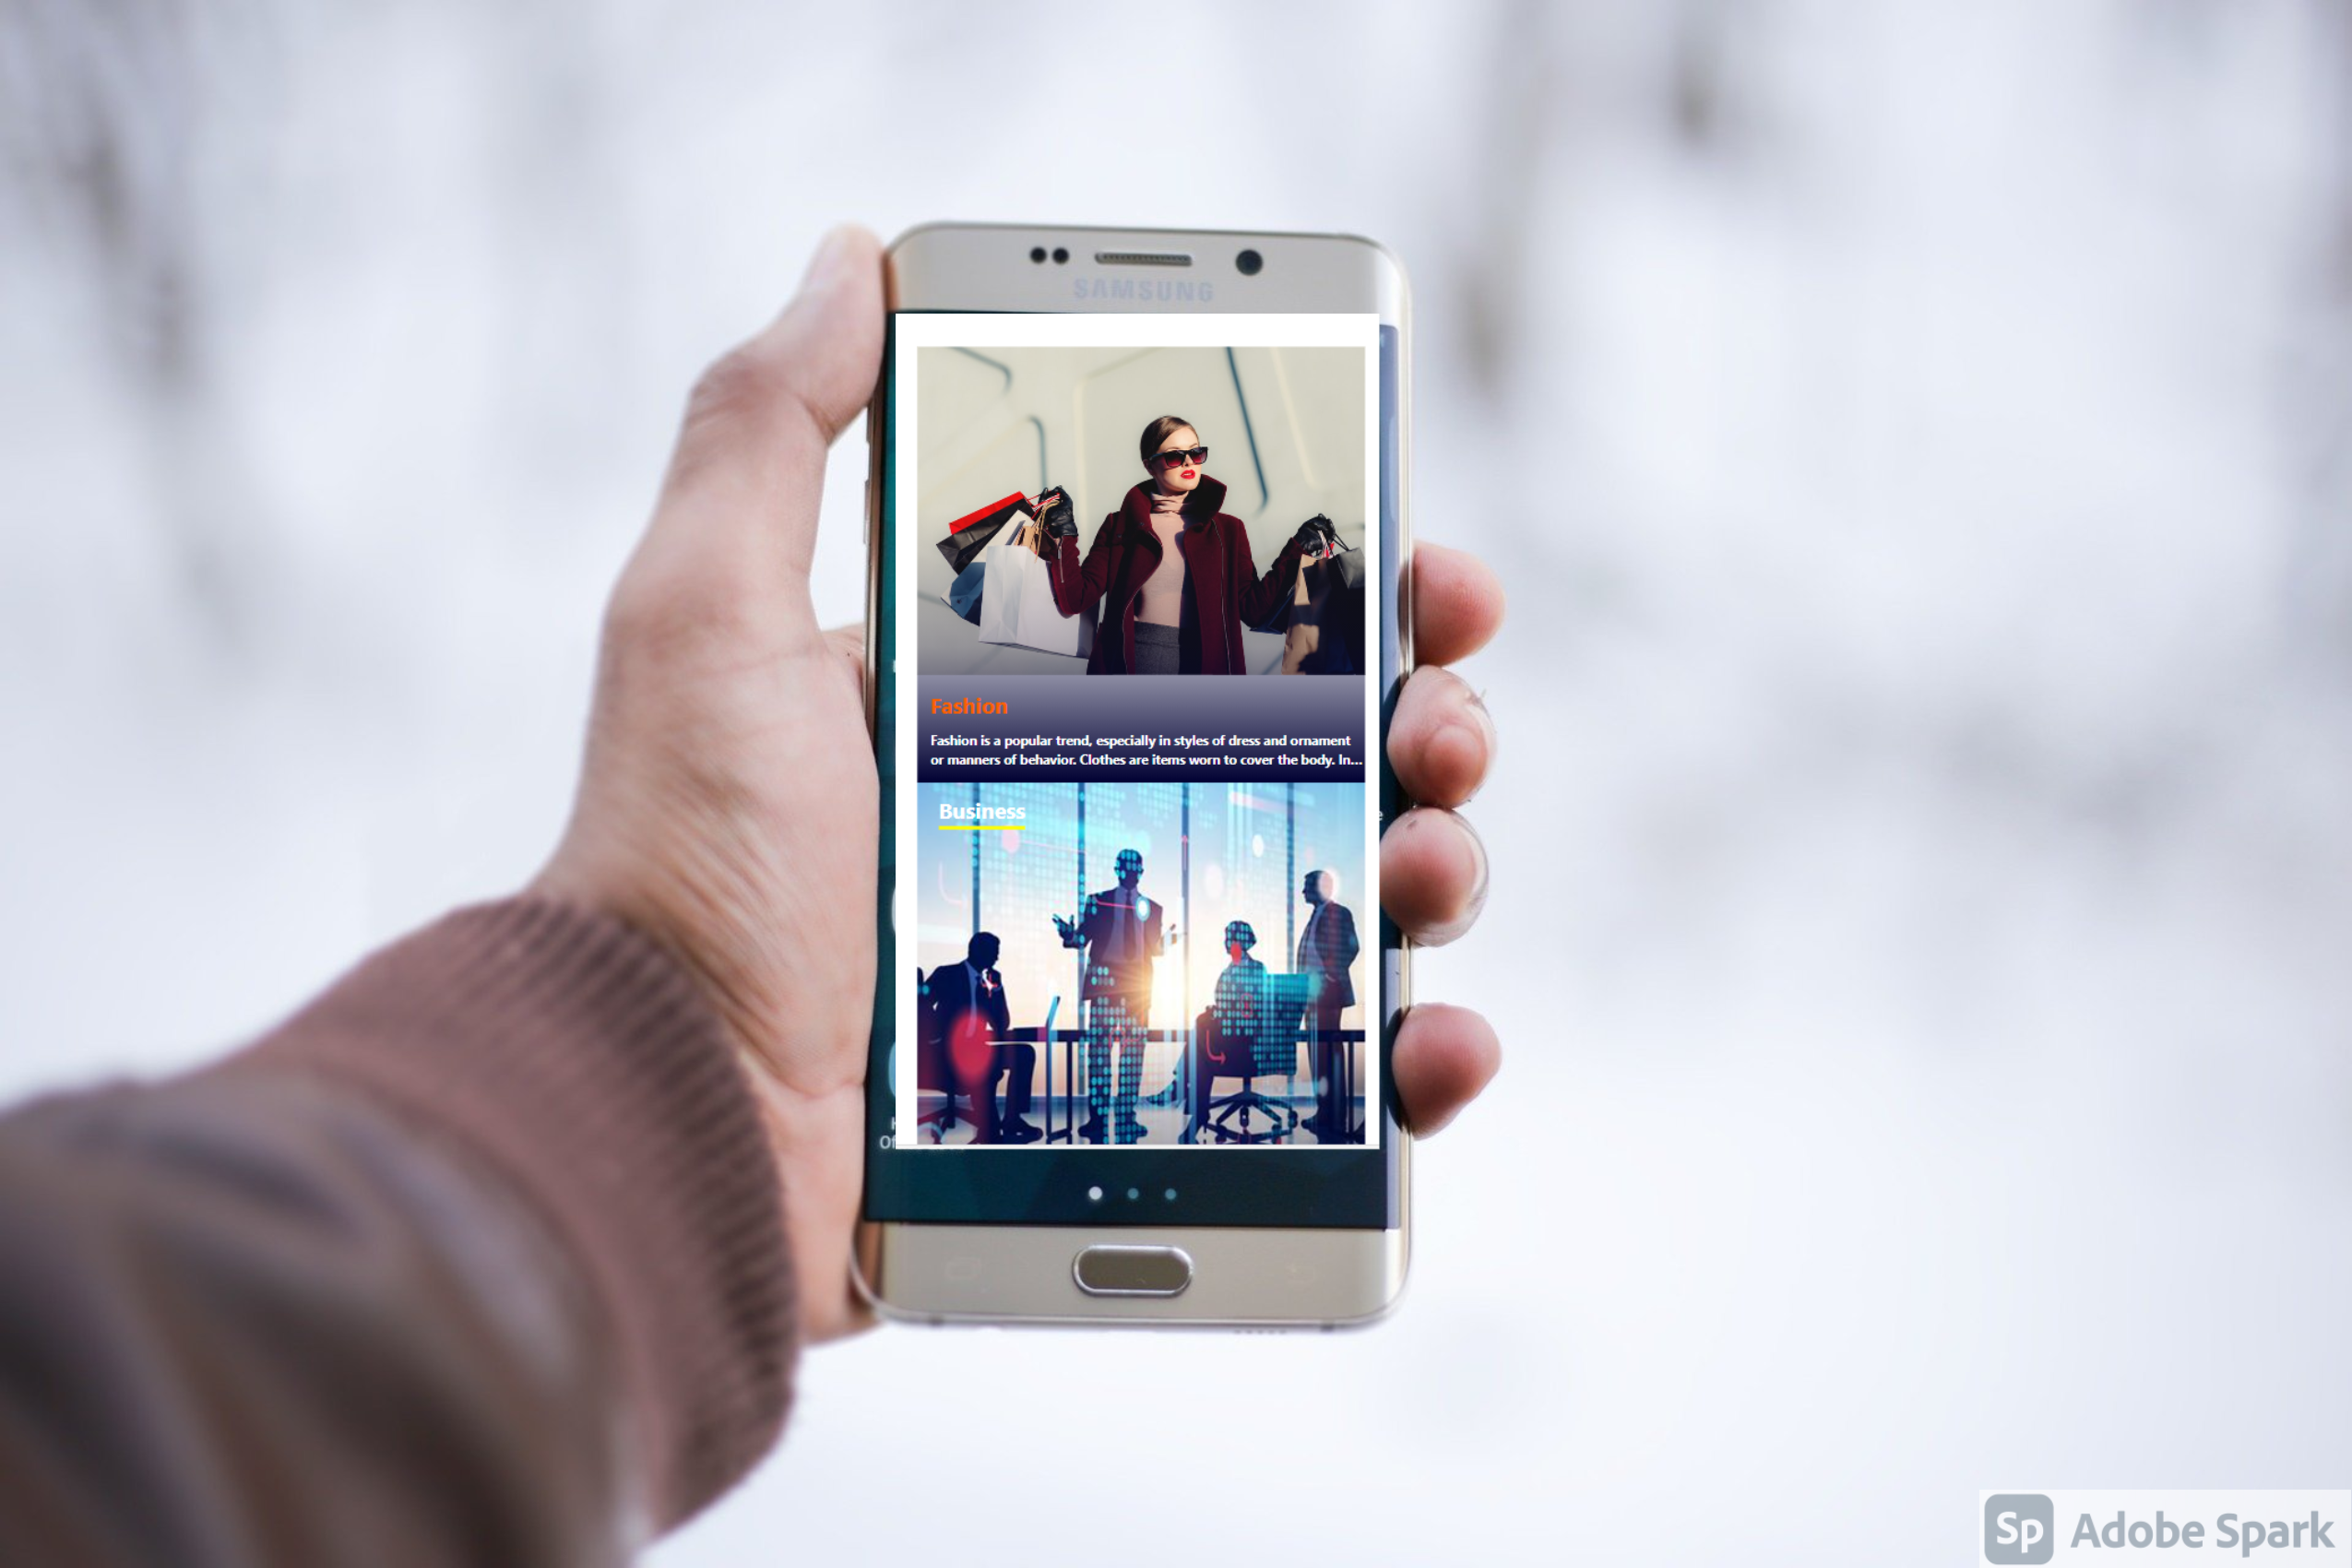 SAMSUNG
Fashion
Fashion is a popular trend, especially in styles of dress and ornament
or manners of behavior. Clothes are items worn to cover the body. In...
Business
Sp Adobe Spark